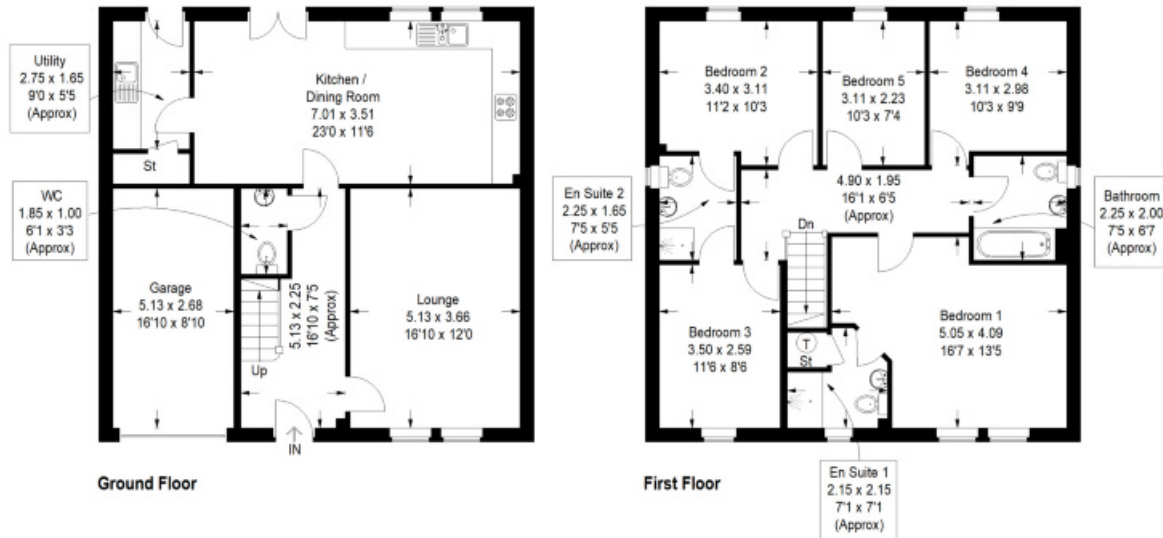 Utility
2.75 x 1.65
9'0 x 5'5
(Approx)
Kitchen /
Dining Room
7.01 x 3.51
23'0 x 11'6
St
WC
1.85 x 1.00
6'1 x 3'3
(Approx)
Garage
5.13 x 2.68
16'10 x 8'10
5.13 x 2.25
16'10 x 7'5
(Approx)
Lounge
5.13 x 3.66
16'10 x 12'0
Up
IN
Ground Floor
Bedroom 2
3.40 x 3.11
11'2 x 10'3
Bedroom 5
3.11 x 2.23
10'3 x 7'4
Bedroom 4
3.11 x 2.98
10'3 x 9'9
En Suite 2
2.25 x 1.65
7'5 x 5'5
(Approx)
4.90 x 1.95
16'1 x 6'5
(Approx)
Dn
Bathroom
2.25 x 2.00
7'5 x 6'7
(Approx)
Bedroom 3
3.50 x 2.59
11'6 x 8'6
T
St
Bedroom 1
5.05 x 4.09
16'7 x 13'5
En Suite 1
2.15 x 2.15
7'1 x 7'1
(Approx)
First Floor